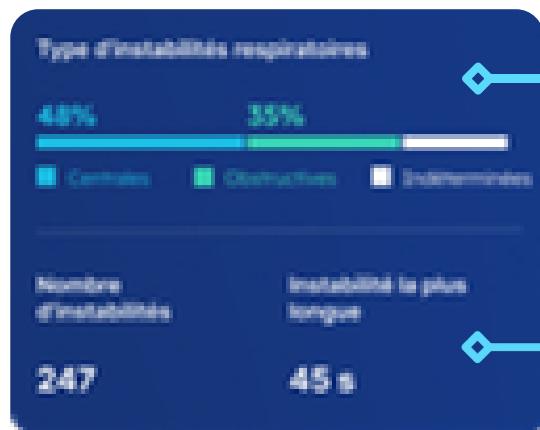 Type d'instabilités respiratoires
48% 35%
Centrales Obstructives Indéterminées
Nombre d'instabilités
Instabilité la plus longue
247 45 s